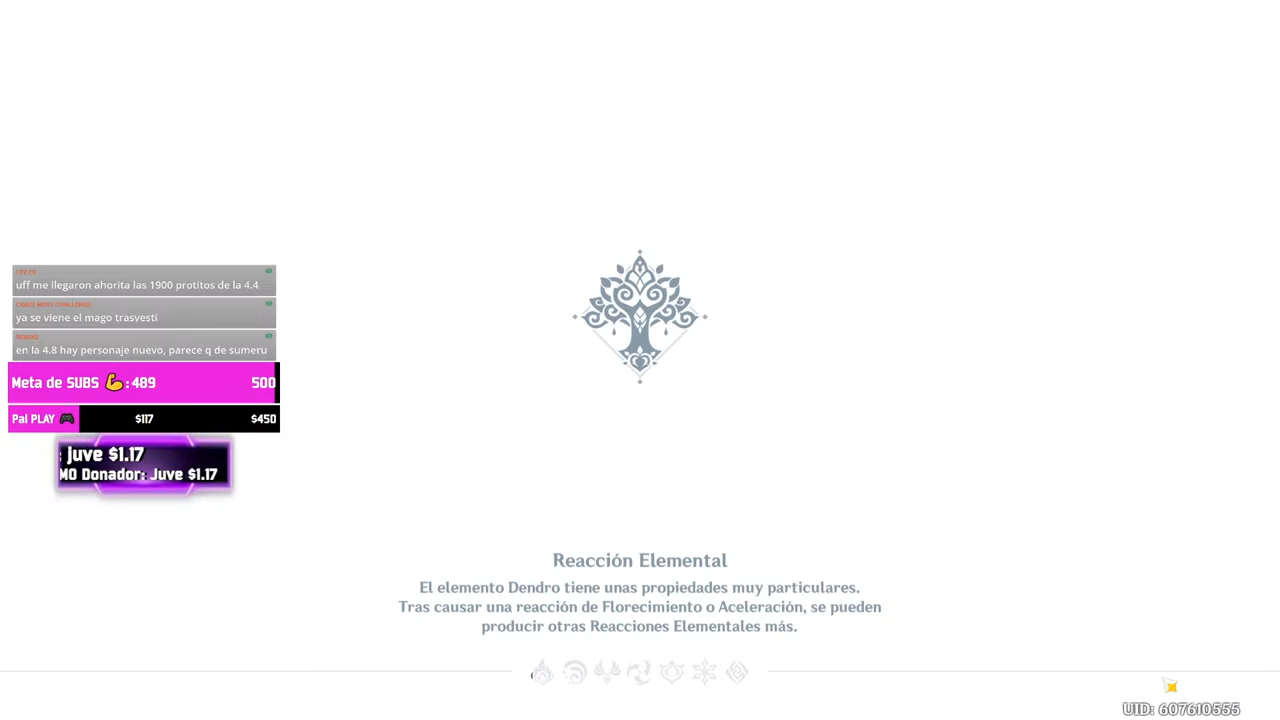 uff me llegaron ahorita las 1900 protitos de la 4.4
ya se viene el mago trasvesti
en la 4.8 hay personaje nuevo, parece q de sumeru
Meta de SUBS 💪: 489 500
Pal PLAY 🎮 $117 $450
: juve $1.17
MO Donador: Juve $1.17
Reacción Elemental
El elemento Dendro tiene unas propiedades muy particulares.
Tras causar una reacción de Florecimiento o Aceleración, se pueden
producir otras Reacciones Elementales más.
UID: 607610555